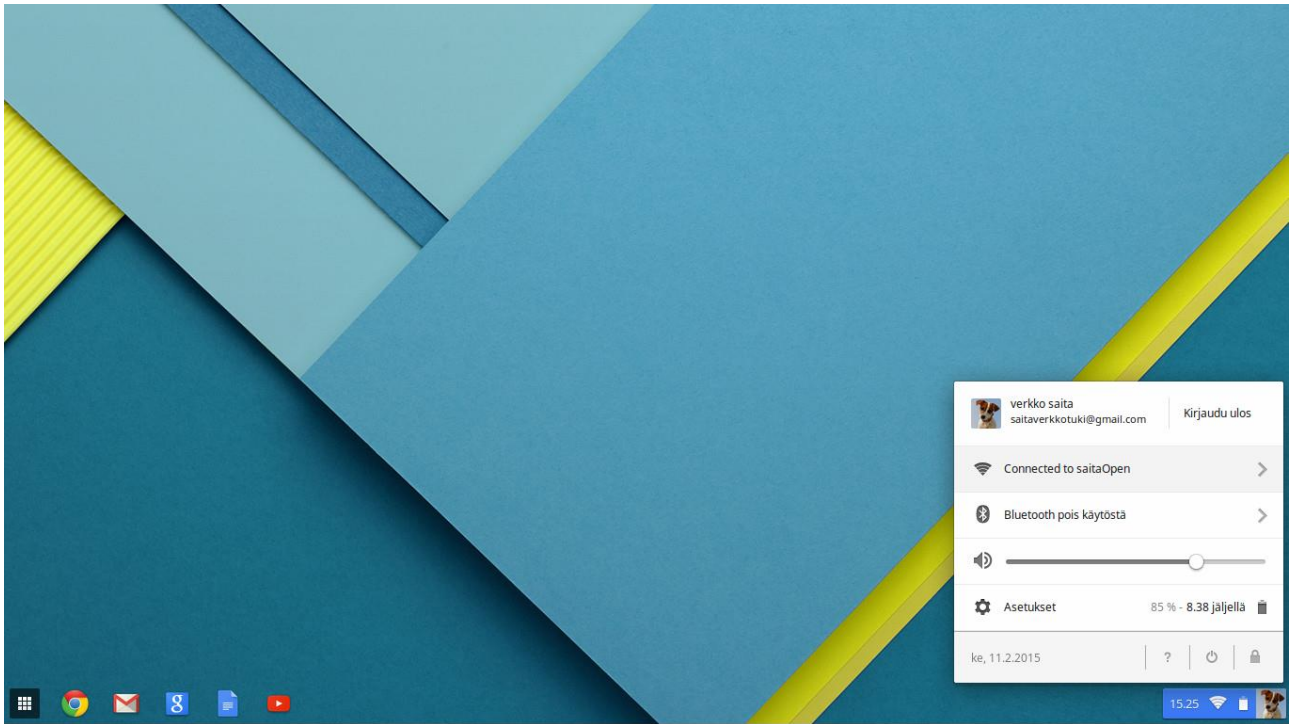 verkko saita
saitaverkkotuki@gmail.com
Kirjaudu ulos
Connected to saitaOpen
Bluetooth pois käytöstä
Asetukset 85 % - 8.38 jäljellä
ke, 11.2.2015 ?
8
15.25